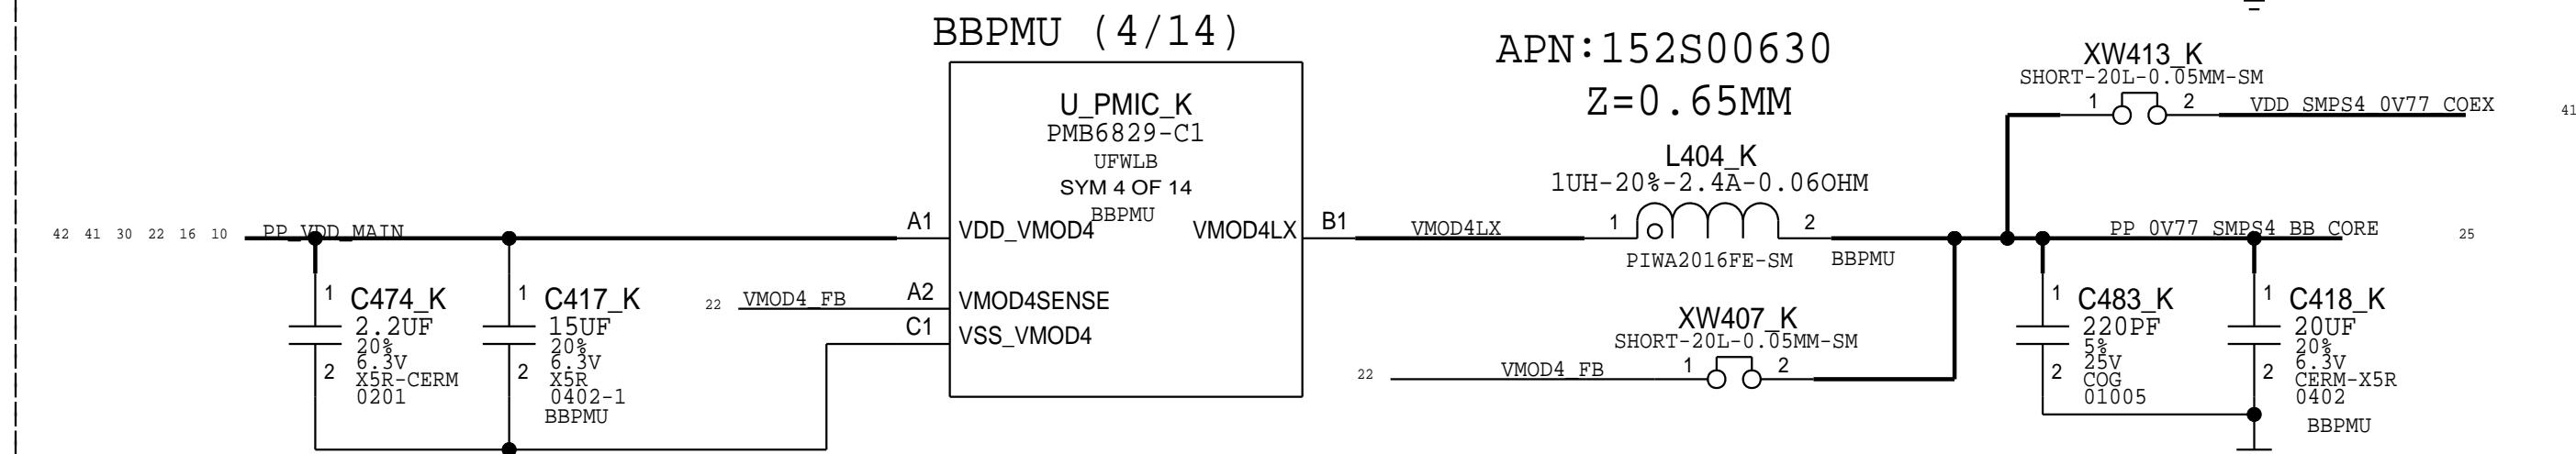 BBPMU (4/14)
APN:152S00630
Z=0.65MM
U_PMIC_K
PMB6829-C1
UFWLB
SYM 4 OF 14
BBPMU
42 41 30 22 16 10
PP_VDD_MAIN
A1
VDD_VMOD4
VMOD4LX
B1
VMOD4LX
22
VMOD4_FB
A2
VMOD4SENSE
C1
VSS_VMOD4
1
C474_K
2.2UF
20%
6.3V
X5R-CERM
0201
2
1
C417_K
15UF
20%
6.3V
X5R
0402-1
BBPMU
2
L404_K
1UH-20%-2.4A-0.06OHM
1
2
PIWA2016FE-SM
BBPMU
XW413_K
SHORT-20L-0.05MM-SM
1
2
VDD_SMPS4_0V77_COEX
41
PP_0V77_SMPS4_BB_CORE
25
XW407_K
SHORT-20L-0.05MM-SM
22
VMOD4_FB
1
2
1
C483_K
220PF
5%
25V
COG
01005
2
1
C418_K
20UF
20%
6.3V
CERM-X5R
0402
2
BBPMU